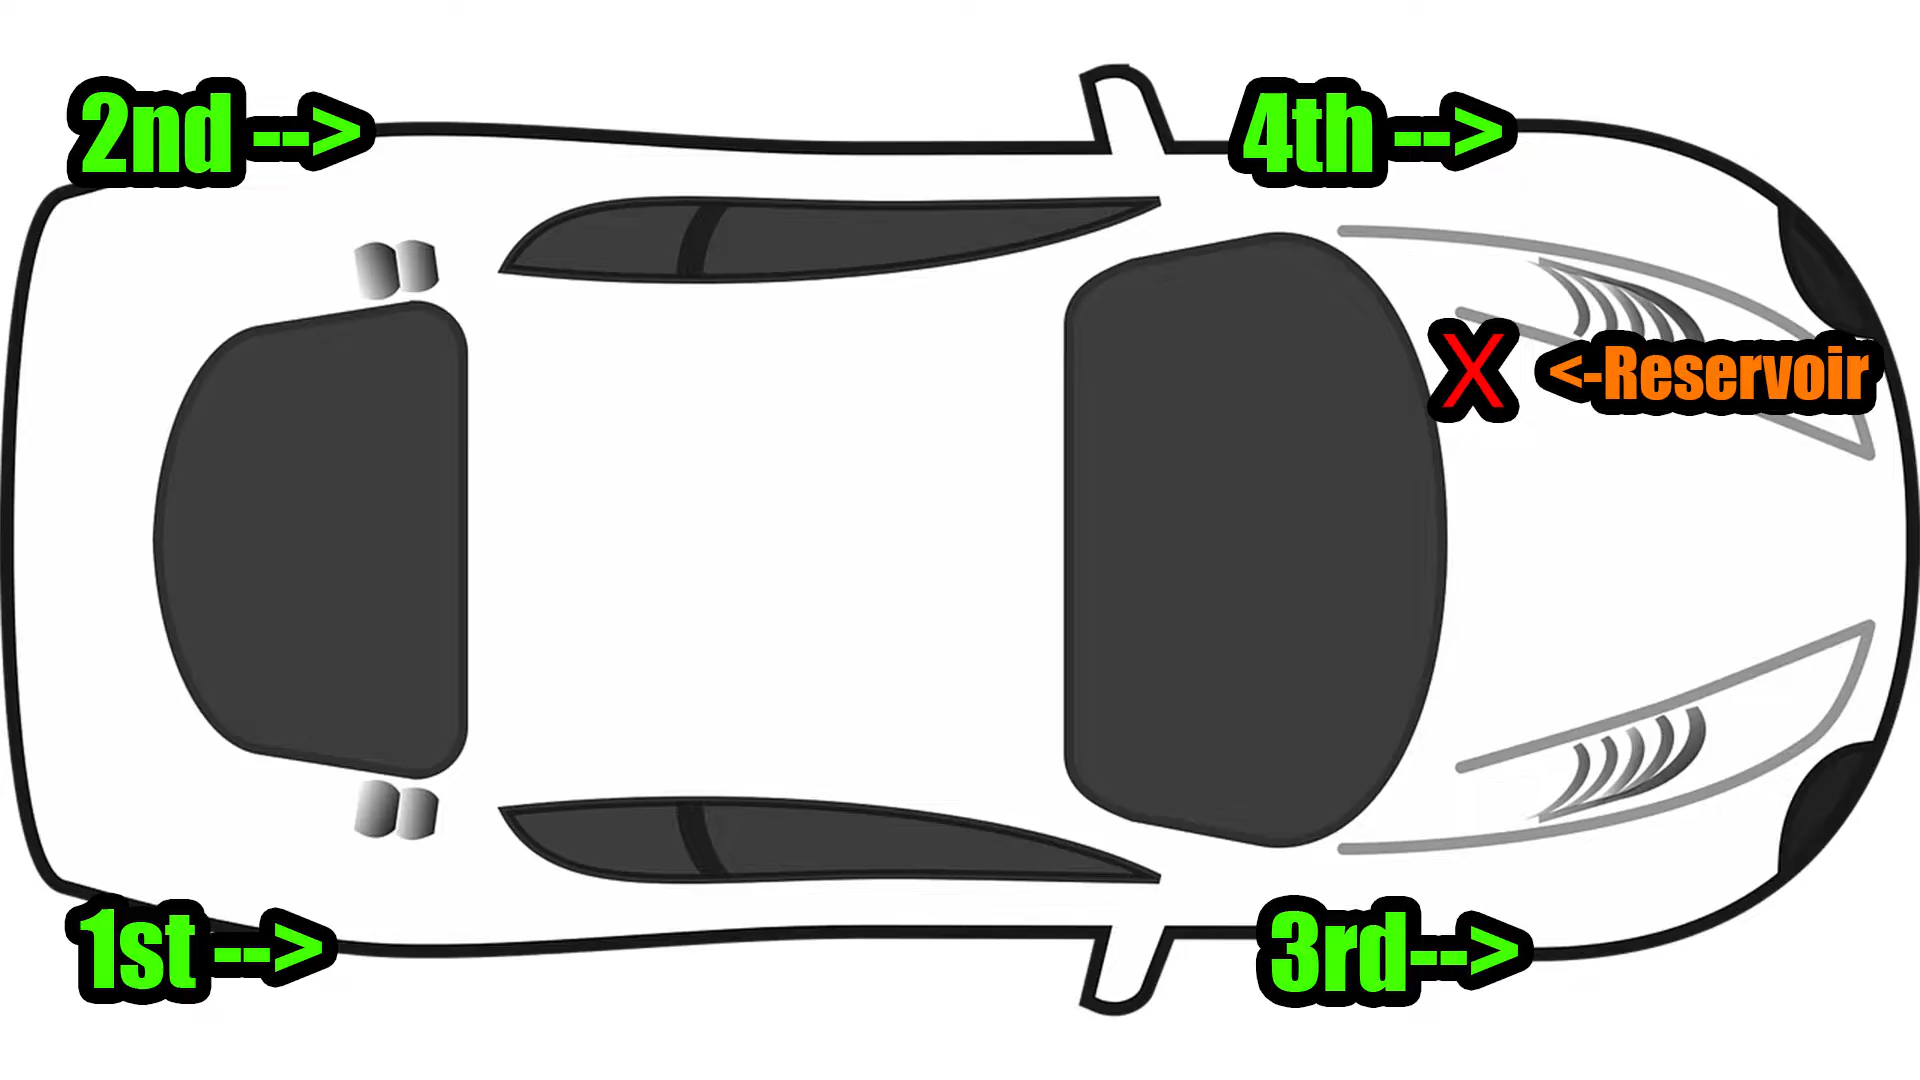 2nd -->
4th -->
X <-Reservoir
1st -->
3rd-->